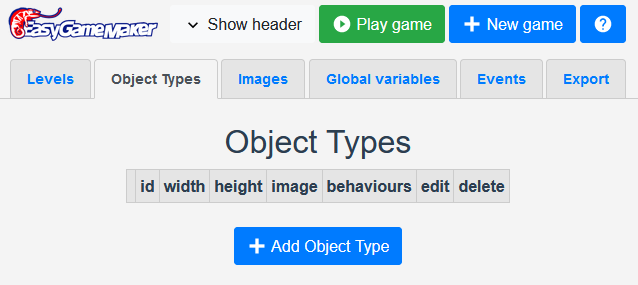 EasyGameMaker Show header Play game New game ?
Levels Object Types Images Global variables Events Export
Object Types
id width height image behaviours edit delete
Add Object Type